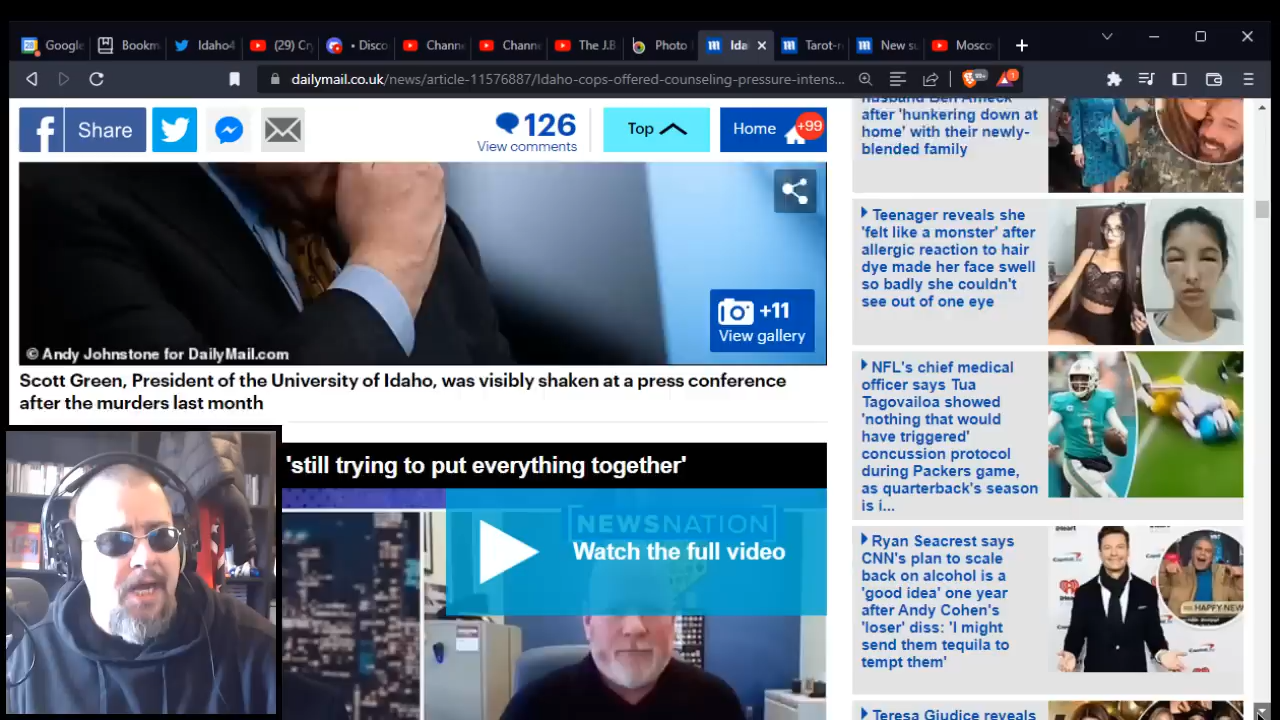 Google
Bookm
Idaho4
(29) Cr
• Disco
Chann
Chann
The J.B
Photo
Ida
Tarot-r
New su
Mosco
dailymail.co.uk/news/article-11576887/Idaho-cops-offered-counseling-pressure-intens...
99+
1
Share
126
View comments
Top
Home
+99
+11
View gallery
© Andy Johnstone for DailyMail.com
Scott Green, President of the University of Idaho, was visibly shaken at a press conference
after the murders last month
'still trying to put everything together'
NEWSNATION
Watch the full video
husband Ben Affleck
after 'hunkering down at
home' with their newly-
blended family
Teenager reveals she
'felt like a monster' after
allergic reaction to hair
dye made her face swell
so badly she couldn't
see out of one eye
NFL's chief medical
officer says Tua
Tagovailoa showed
'nothing that would
have triggered'
concussion protocol
during Packers game,
as quarterback's season
is i...
Ryan Seacrest says
CNN's plan to scale
back on alcohol is a
'good idea' one year
after Andy Cohen's
'loser' diss: 'I might
send them tequila to
tempt them'
HAPPY NEW
Teresa Giudice reveals